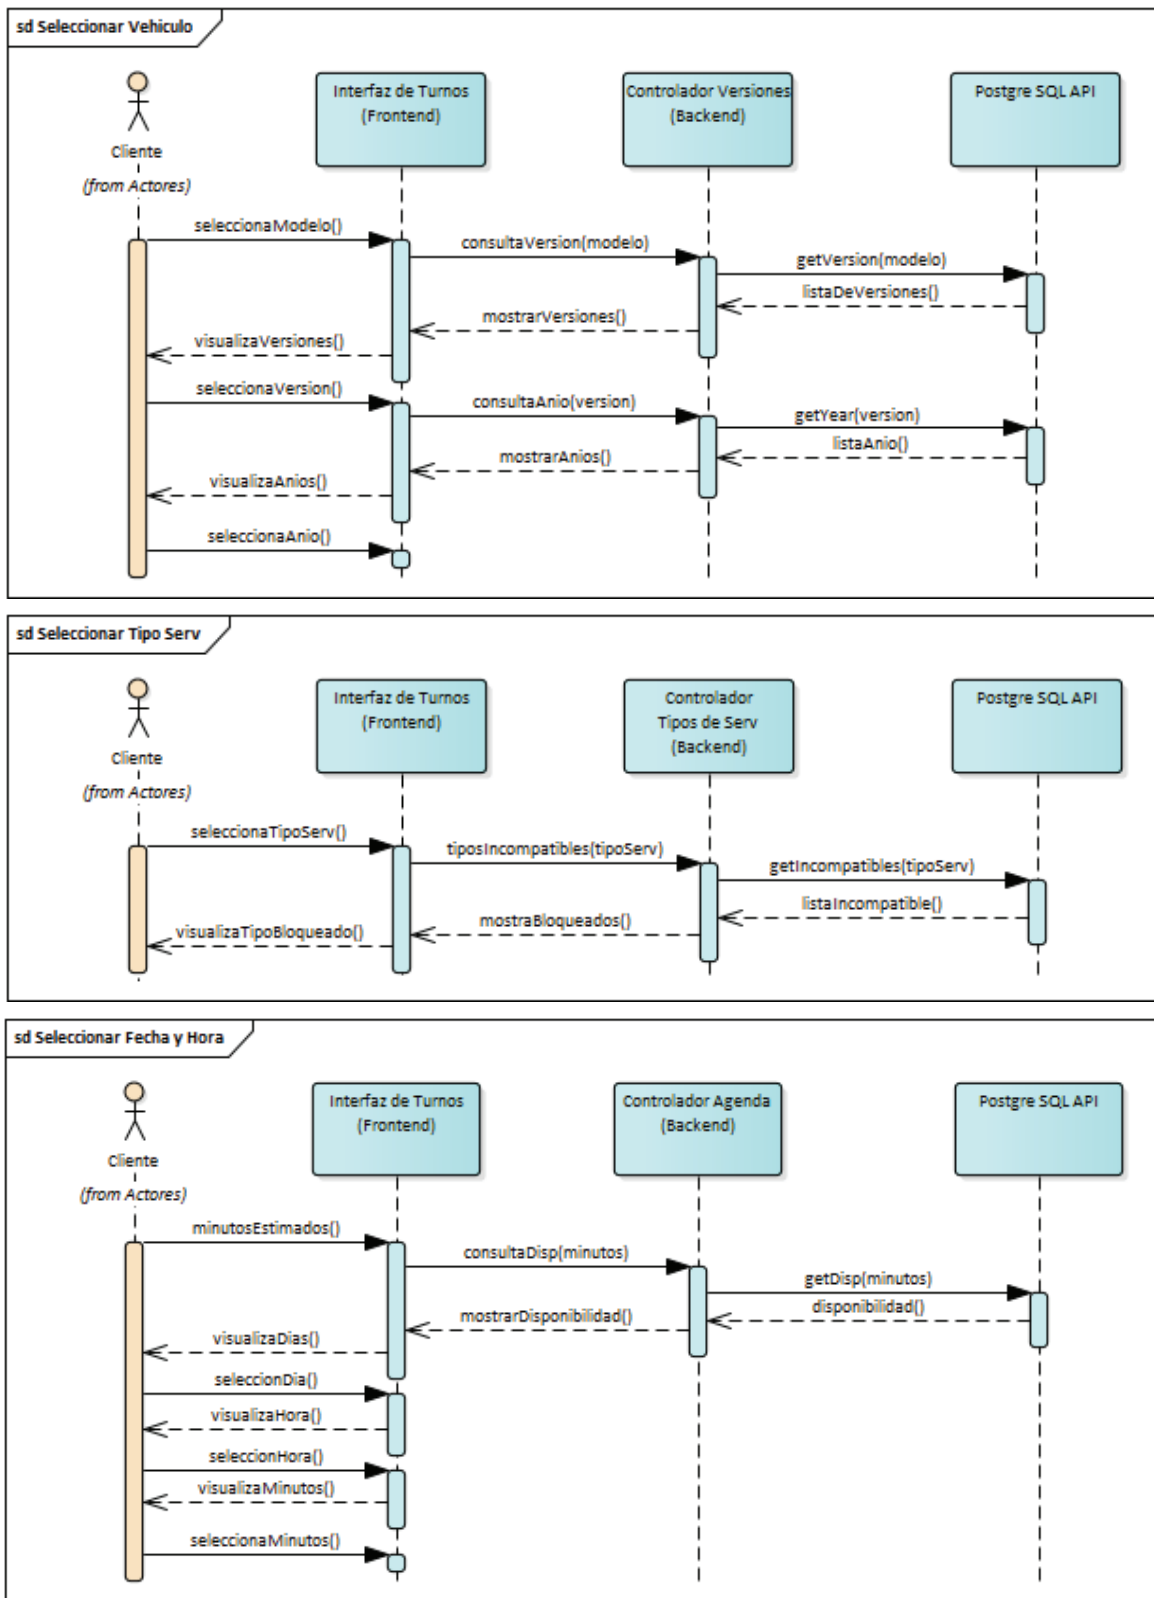 sd Seleccionar Vehiculo
Interfaz de Turnos
(Frontend)
Controlador Versiones
(Backend)
Postgre SQL API
Cliente
(from Actores)
seleccionaModelo()
consultaVersion(modelo)
getVersion(modelo)
listaDeVersiones()
mostrarVersiones()
visualizaVersiones()
seleccionaVersion()
consultaAnio(version)
getYear(version)
listaAnio()
mostrarAnios()
visualizaAnios()
seleccionaAnio()
sd Seleccionar Tipo Serv
Interfaz de Turnos
(Frontend)
Controlador
Tipos de Serv
(Backend)
Postgre SQL API
Cliente
(from Actores)
seleccionaTipoServ()
tiposIncompatibles(tipoServ)
getIncompatibles(tipoServ)
listaIncompatible()
mostraBloqueados()
visualizaTipoBloqueado()
sd Seleccionar Fecha y Hora
Interfaz de Turnos
(Frontend)
Controlador Agenda
(Backend)
Postgre SQL API
Cliente
(from Actores)
minutosEstimados()
consultaDisp(minutos)
getDisp(minutos)
disponibilidad()
mostrarDisponibilidad()
visualizaDias()
seleccionDia()
visualizaHora()
seleccionHora()
visualizaMinutos()
seleccionaMinutos()